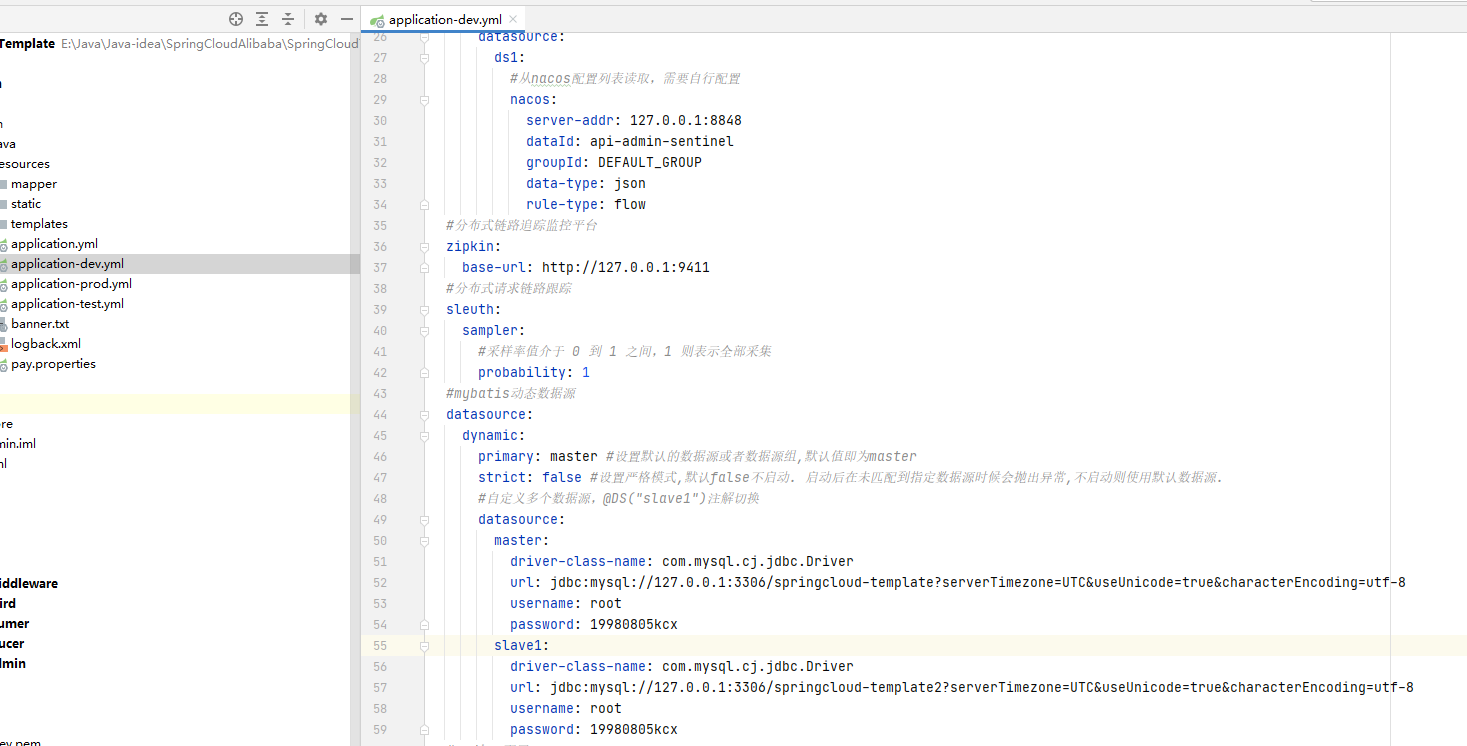 application-dev.yml
Template E:\Java\Java-idea\SpringCloudAlibaba\SpringCloud
ava
esources
mapper
static
templates
application.yml
application-dev.yml
application-prod.yml
application-test.yml
banner.txt
logback.xml
pay.properties
re
min.iml
ml
iddleware
ird
umer
ucer
dmin
ey.pem
26 datasource:
27 ds1:
28 #从nacos配置列表读取，需要自行配置
29 nacos:
30 server-addr: 127.0.0.1:8848
31 dataId: api-admin-sentinel
32 groupId: DEFAULT_GROUP
33 data-type: json
34 rule-type: flow
35 #分布式链路追踪监控平台
36 zipkin:
37 base-url: http://127.0.0.1:9411
38 #分布式请求链路跟踪
39 sleuth:
40 sampler:
41 #采样率值介于 0 到 1 之间，1 则表示全部采集
42 probability: 1
43 #mybatis动态数据源
44 datasource:
45 dynamic:
46 primary: master #设置默认的数据源或者数据源组,默认值即为master
47 strict: false #设置严格模式,默认false不启动. 启动后在未匹配到指定数据源时候会抛出异常,不启动则使用默认数据源.
48 #自定义多个数据源，@DS("slave1")注解切换
49 datasource:
50 master:
51 driver-class-name: com.mysql.cj.jdbc.Driver
52 url: jdbc:mysql://127.0.0.1:3306/springcloud-template?serverTimezone=UTC&useUnicode=true&characterEncoding=utf-8
53 username: root
54 password: 19980805kcx
55 slave1:
56 driver-class-name: com.mysql.cj.jdbc.Driver
57 url: jdbc:mysql://127.0.0.1:3306/springcloud-template2?serverTimezone=UTC&useUnicode=true&characterEncoding=utf-8
58 username: root
59 password: 19980805kcx